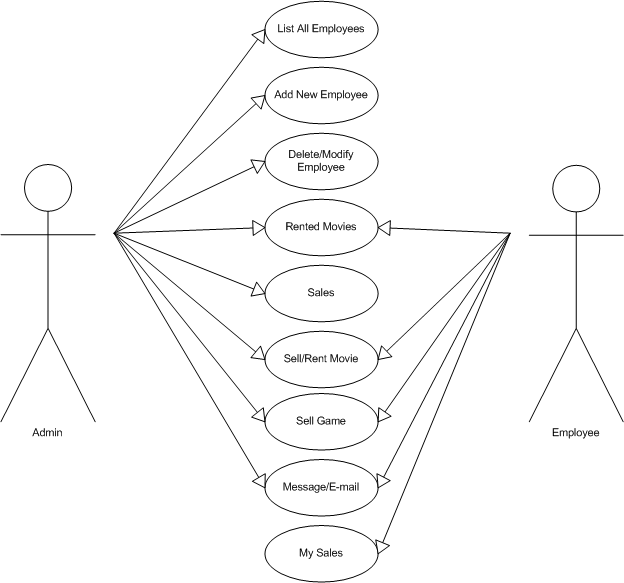 List All Employees
Add New Employee
Delete/Modify
Employee
Rented Movies
Sales
Sell/Rent Movie
Sell Game
Admin
Employee
Message/E-mail
My Sales